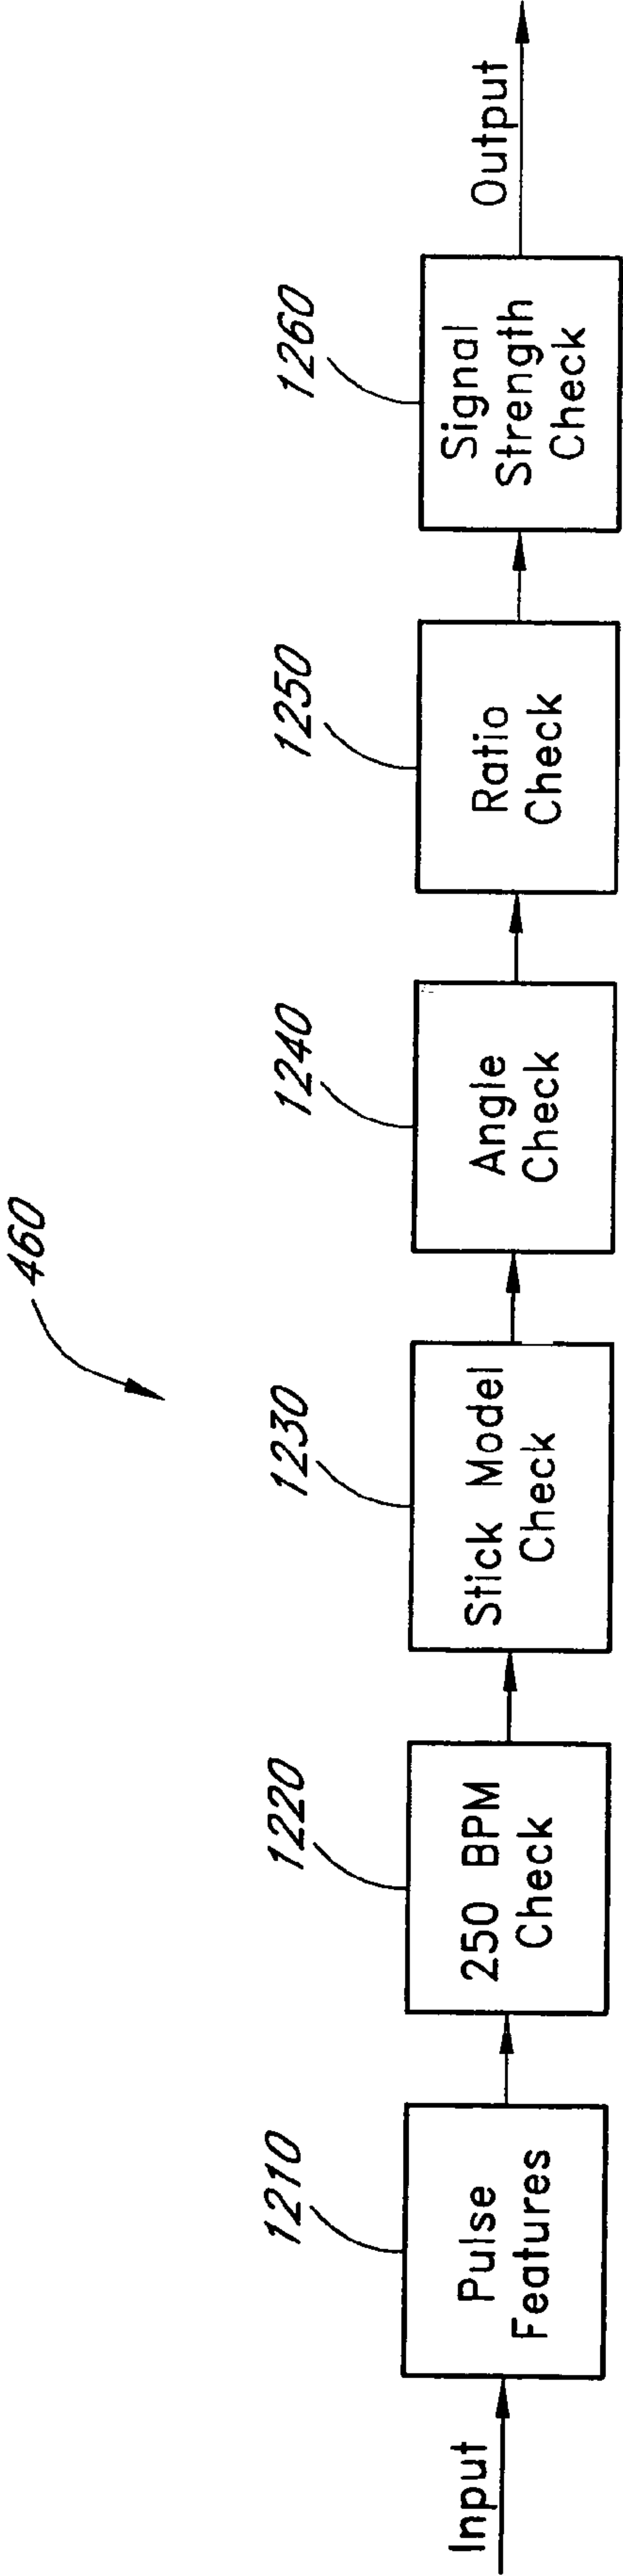 460
1210
1220
1230
1240
1250
1260
Input
Pulse
Features
250 BPM
Check
Stick Model
Check
Angle
Check
Ratio
Check
Signal
Strength
Check
Output